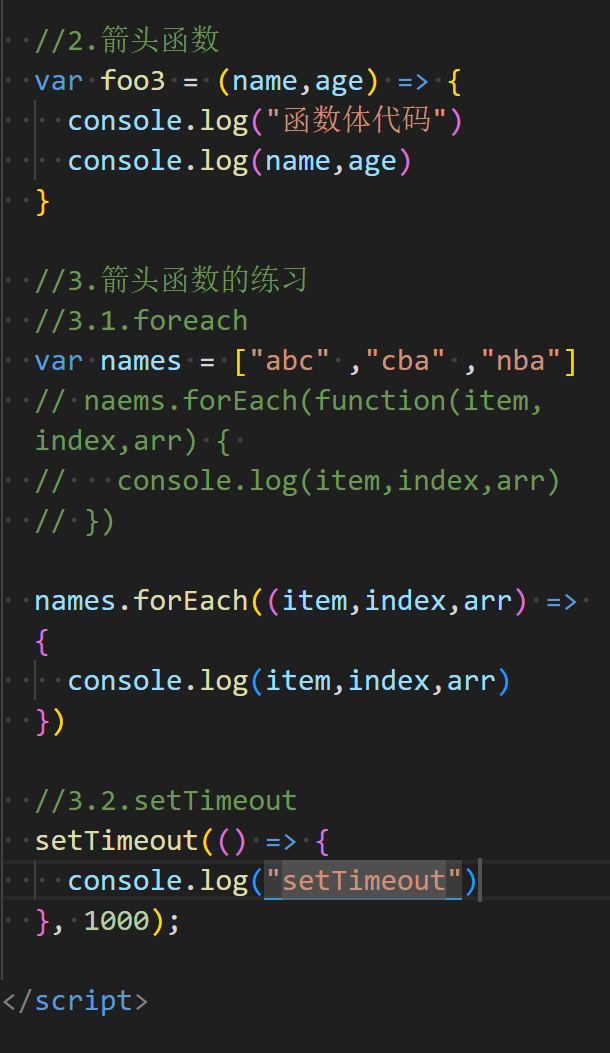 //2.箭头函数
var foo3 = (name,age) => {
console.log("函数体代码")
console.log(name,age)
}
//3.箭头函数的练习
//3.1.foreach
var names = ["abc" ,"cba" ,"nba"]
// naems.forEach(function(item,
index,arr) {
//   console.log(item,index,arr)
// })
names.forEach((item,index,arr) =>
{
console.log(item,index,arr)
})
//3.2.setTimeout
setTimeout(() => {
console.log("setTimeout")
}, 1000);
</script>